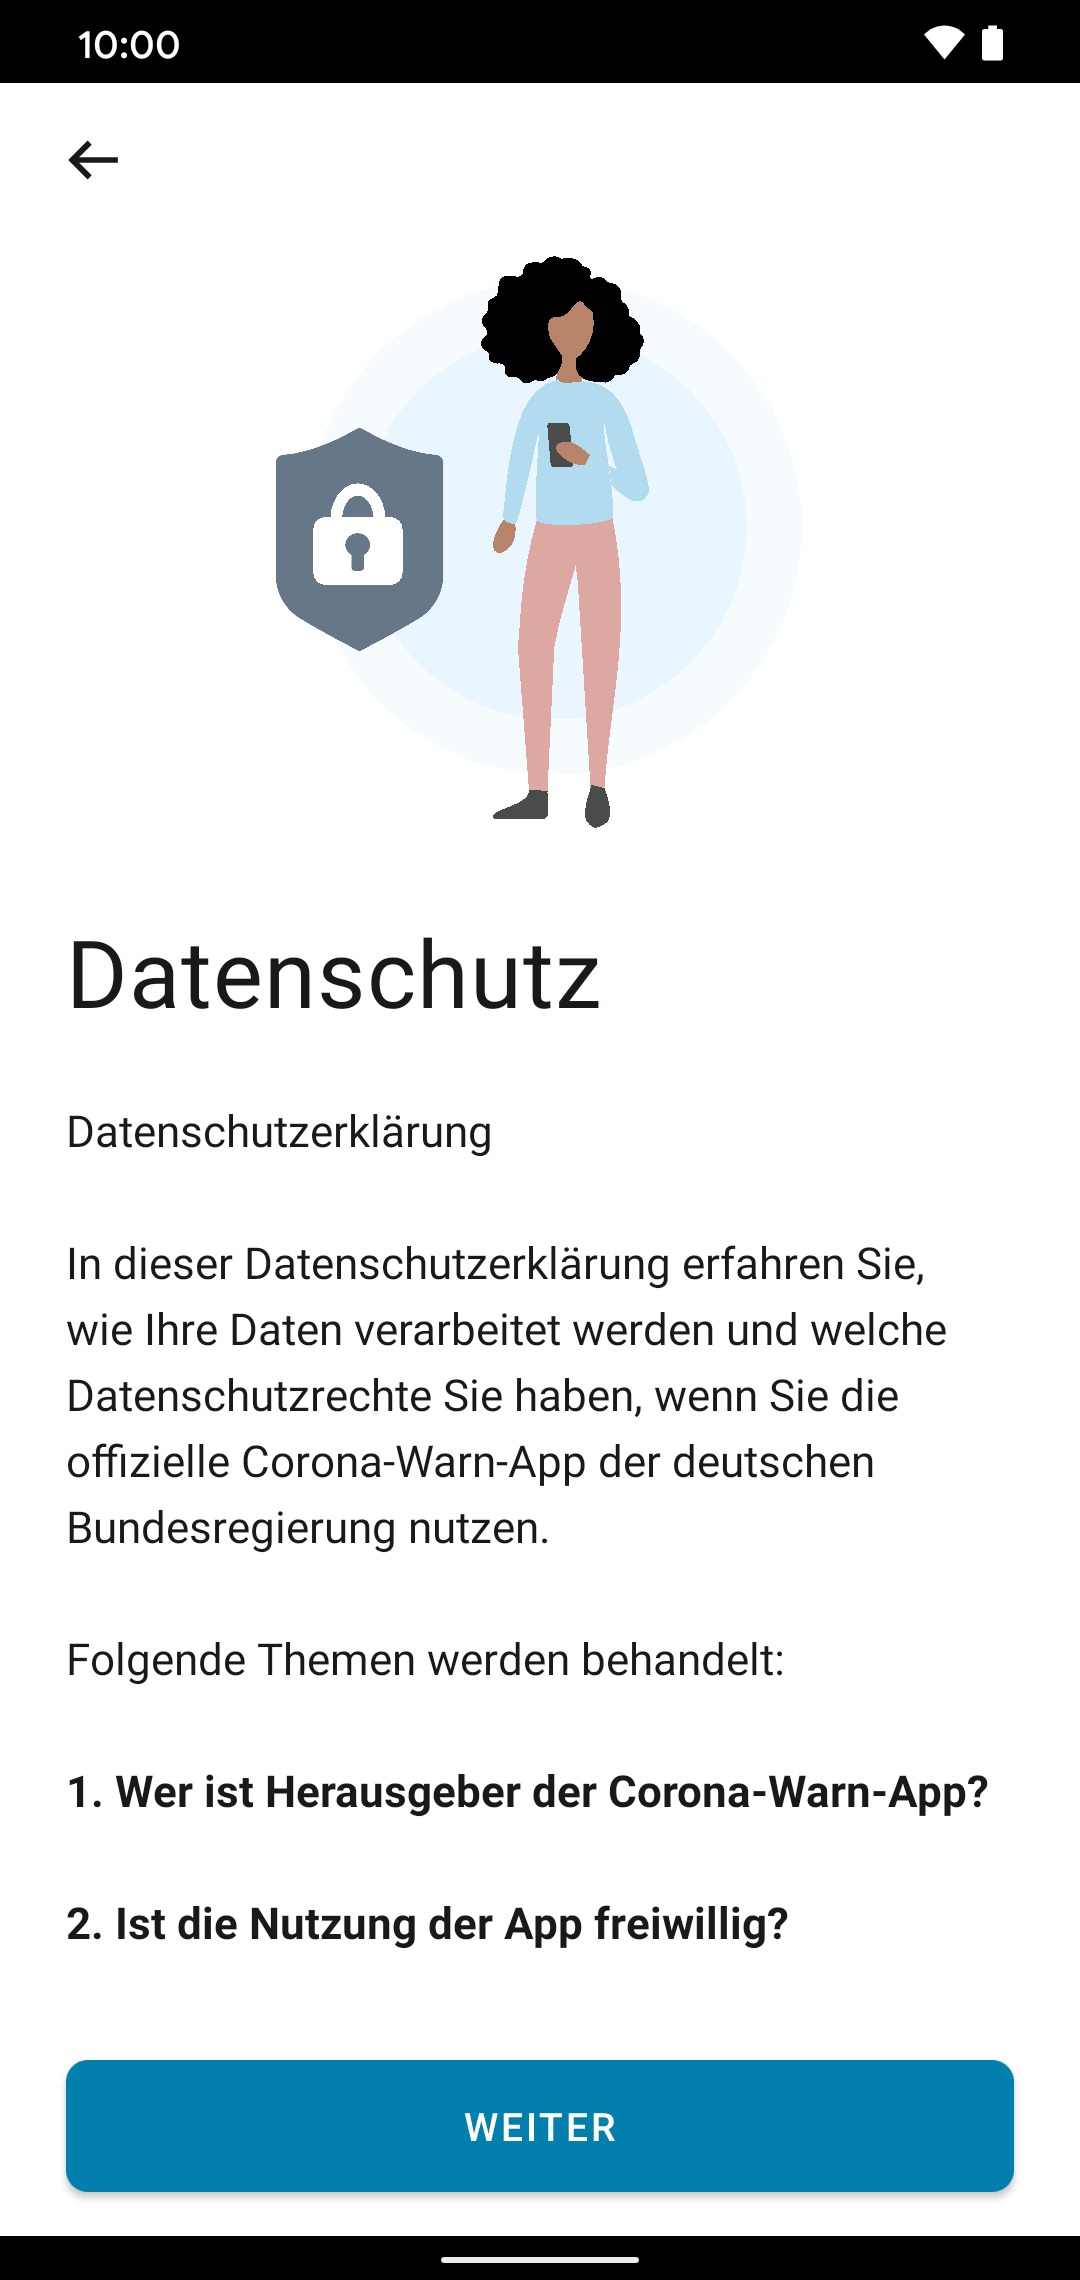 10:00
Datenschutz
Datenschutzerklärung
In dieser Datenschutzerklärung erfahren Sie,
wie Ihre Daten verarbeitet werden und welche
Datenschutzrechte Sie haben, wenn Sie die
offizielle Corona-Warn-App der deutschen
Bundesregierung nutzen.
Folgende Themen werden behandelt:
1. Wer ist Herausgeber der Corona-Warn-App?
2. Ist die Nutzung der App freiwillig?
WEITER